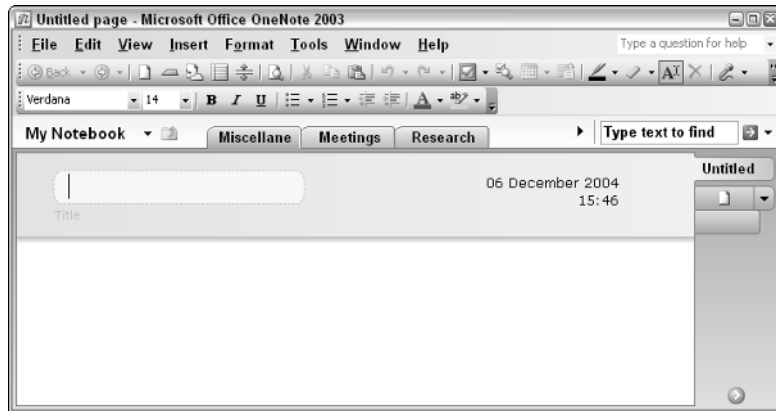 Untitled page - Microsoft Office OneNote 2003
File Edit View Insert Format Tools Window Help Type a question for help
Back
Verdana 14 B I U A
My Notebook Miscellane Meetings Research Type text to find
Untitled
06 December 2004
15:46
Title